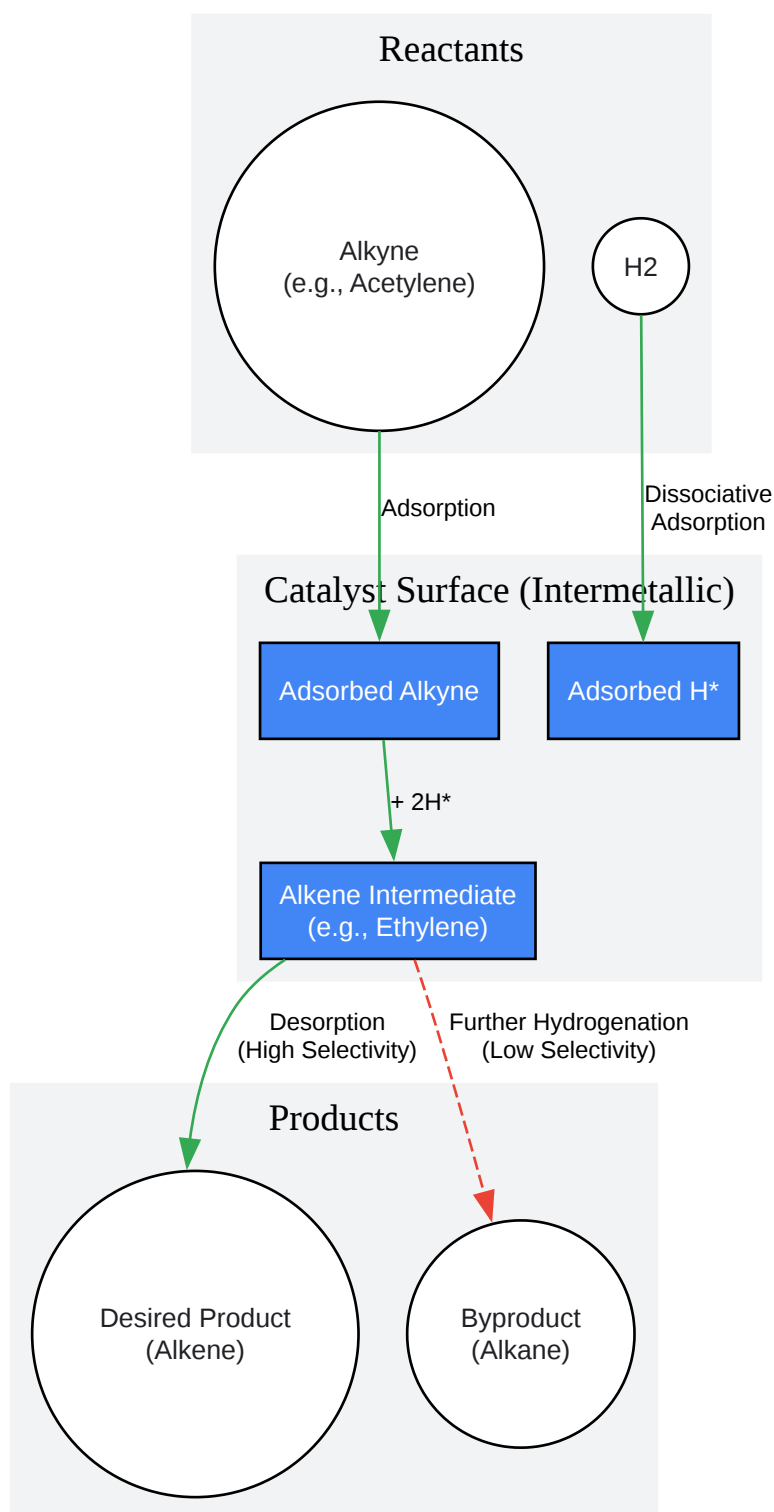 Reactants
Alkyne
(e.g., Acetylene)
H2
Adsorption
Dissociative
Adsorption
Catalyst Surface (Intermetallic)
Adsorbed Alkyne
Adsorbed H*
+ 2H*
Alkene Intermediate
(e.g., Ethylene)
Desorption
(High Selectivity)
Further Hydrogenation
(Low Selectivity)
Products
Desired Product
(Alkene)
Byproduct
(Alkane)